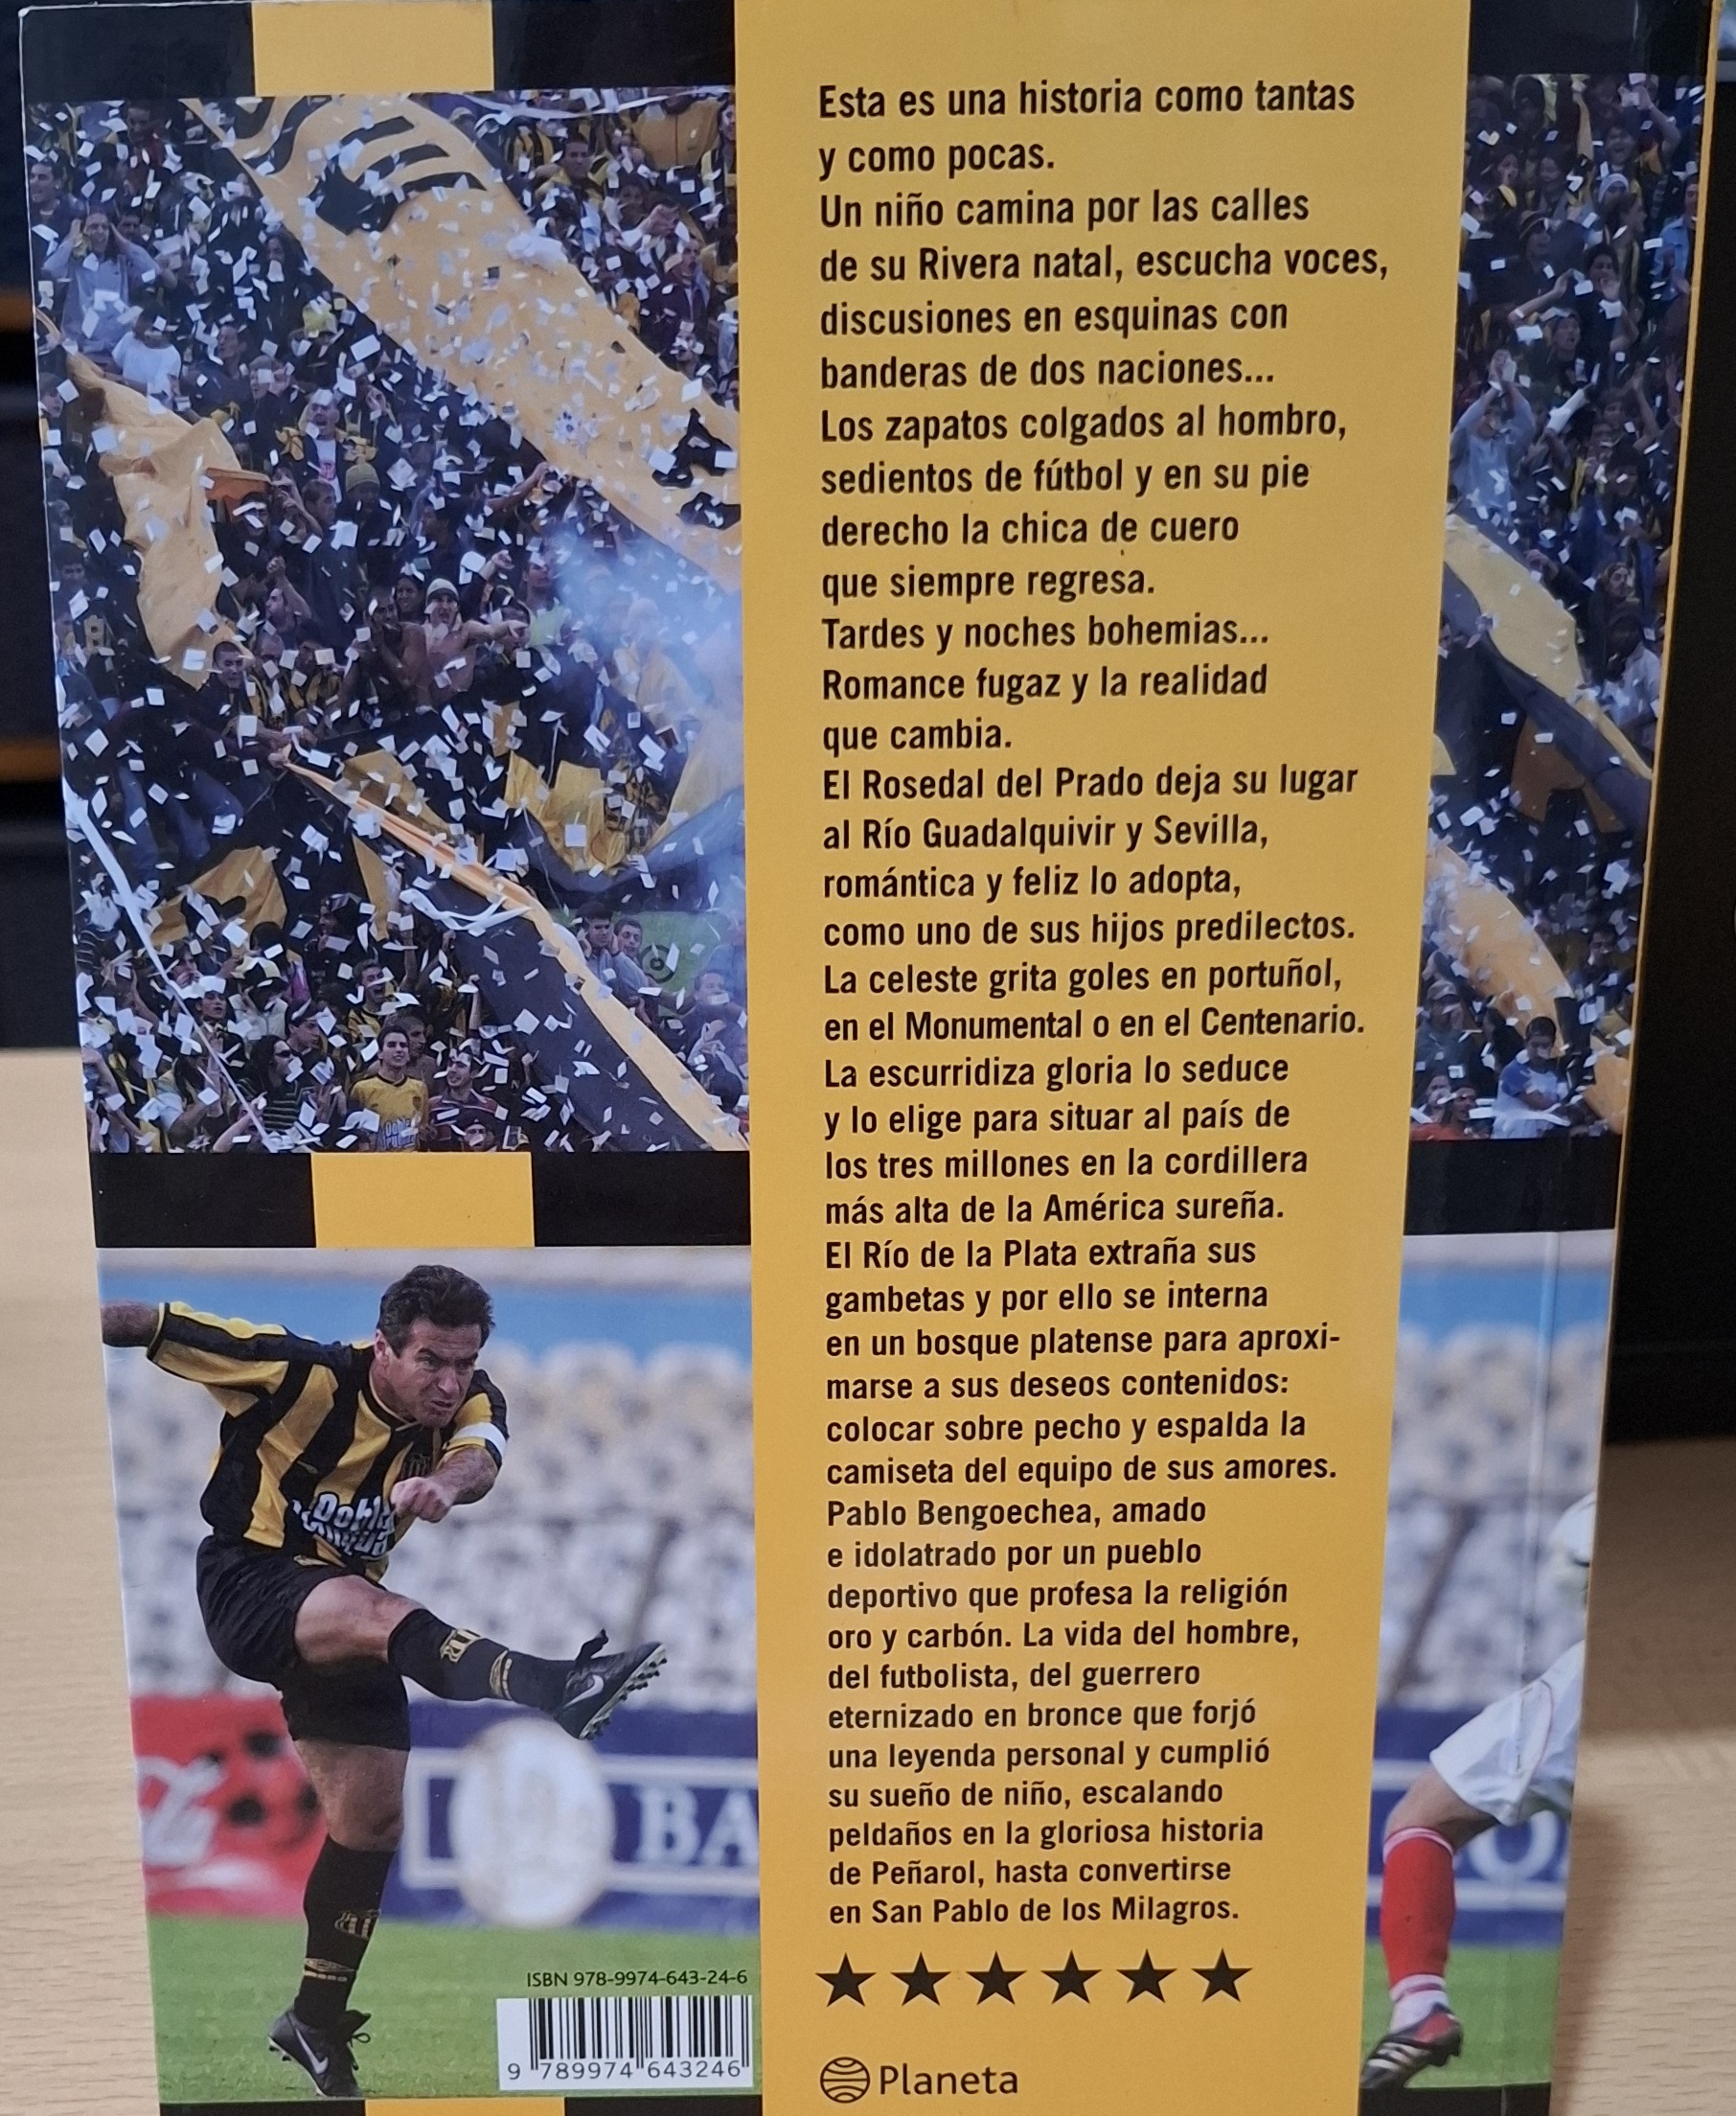 Esta es una historia como tantas
y como pocas.
Un niño camina por las calles
de su Rivera natal, escucha voces,
discusiones en esquinas con
banderas de dos naciones...
Los zapatos colgados al hombro,
sedientos de fútbol y en su pie
derecho la chica de cuero
que siempre regresa.
Tardes y noches bohemias...
Romance fugaz y la realidad
que cambia.
El Rosedal del Prado deja su lugar
al Río Guadalquivir y Sevilla,
romántica y feliz lo adopta,
como uno de sus hijos predilectos.
La celeste grita goles en portuñol,
en el Monumental o en el Centenario.
La escurridiza gloria lo seduce
y lo elige para situar al país de
los tres millones en la cordillera
más alta de la América sureña.
El Río de la Plata extraña sus
gambetas y por ello se interna
en un bosque platense para aproxi-
marse a sus deseos contenidos:
colocar sobre pecho y espalda la
camiseta del equipo de sus amores.
Pablo Bengoechea, amado
e idolatrado por un pueblo
deportivo que profesa la religión
oro y carbón. La vida del hombre,
del futbolista, del guerrero
eternizado en bronce que forjó
una leyenda personal y cumplió
su sueño de niño, escalando
peldaños en la gloriosa historia
de Peñarol, hasta convertirse
en San Pablo de los Milagros.
BA
ISBN 978-9974-643-24-6
9 789974 643246
Planeta